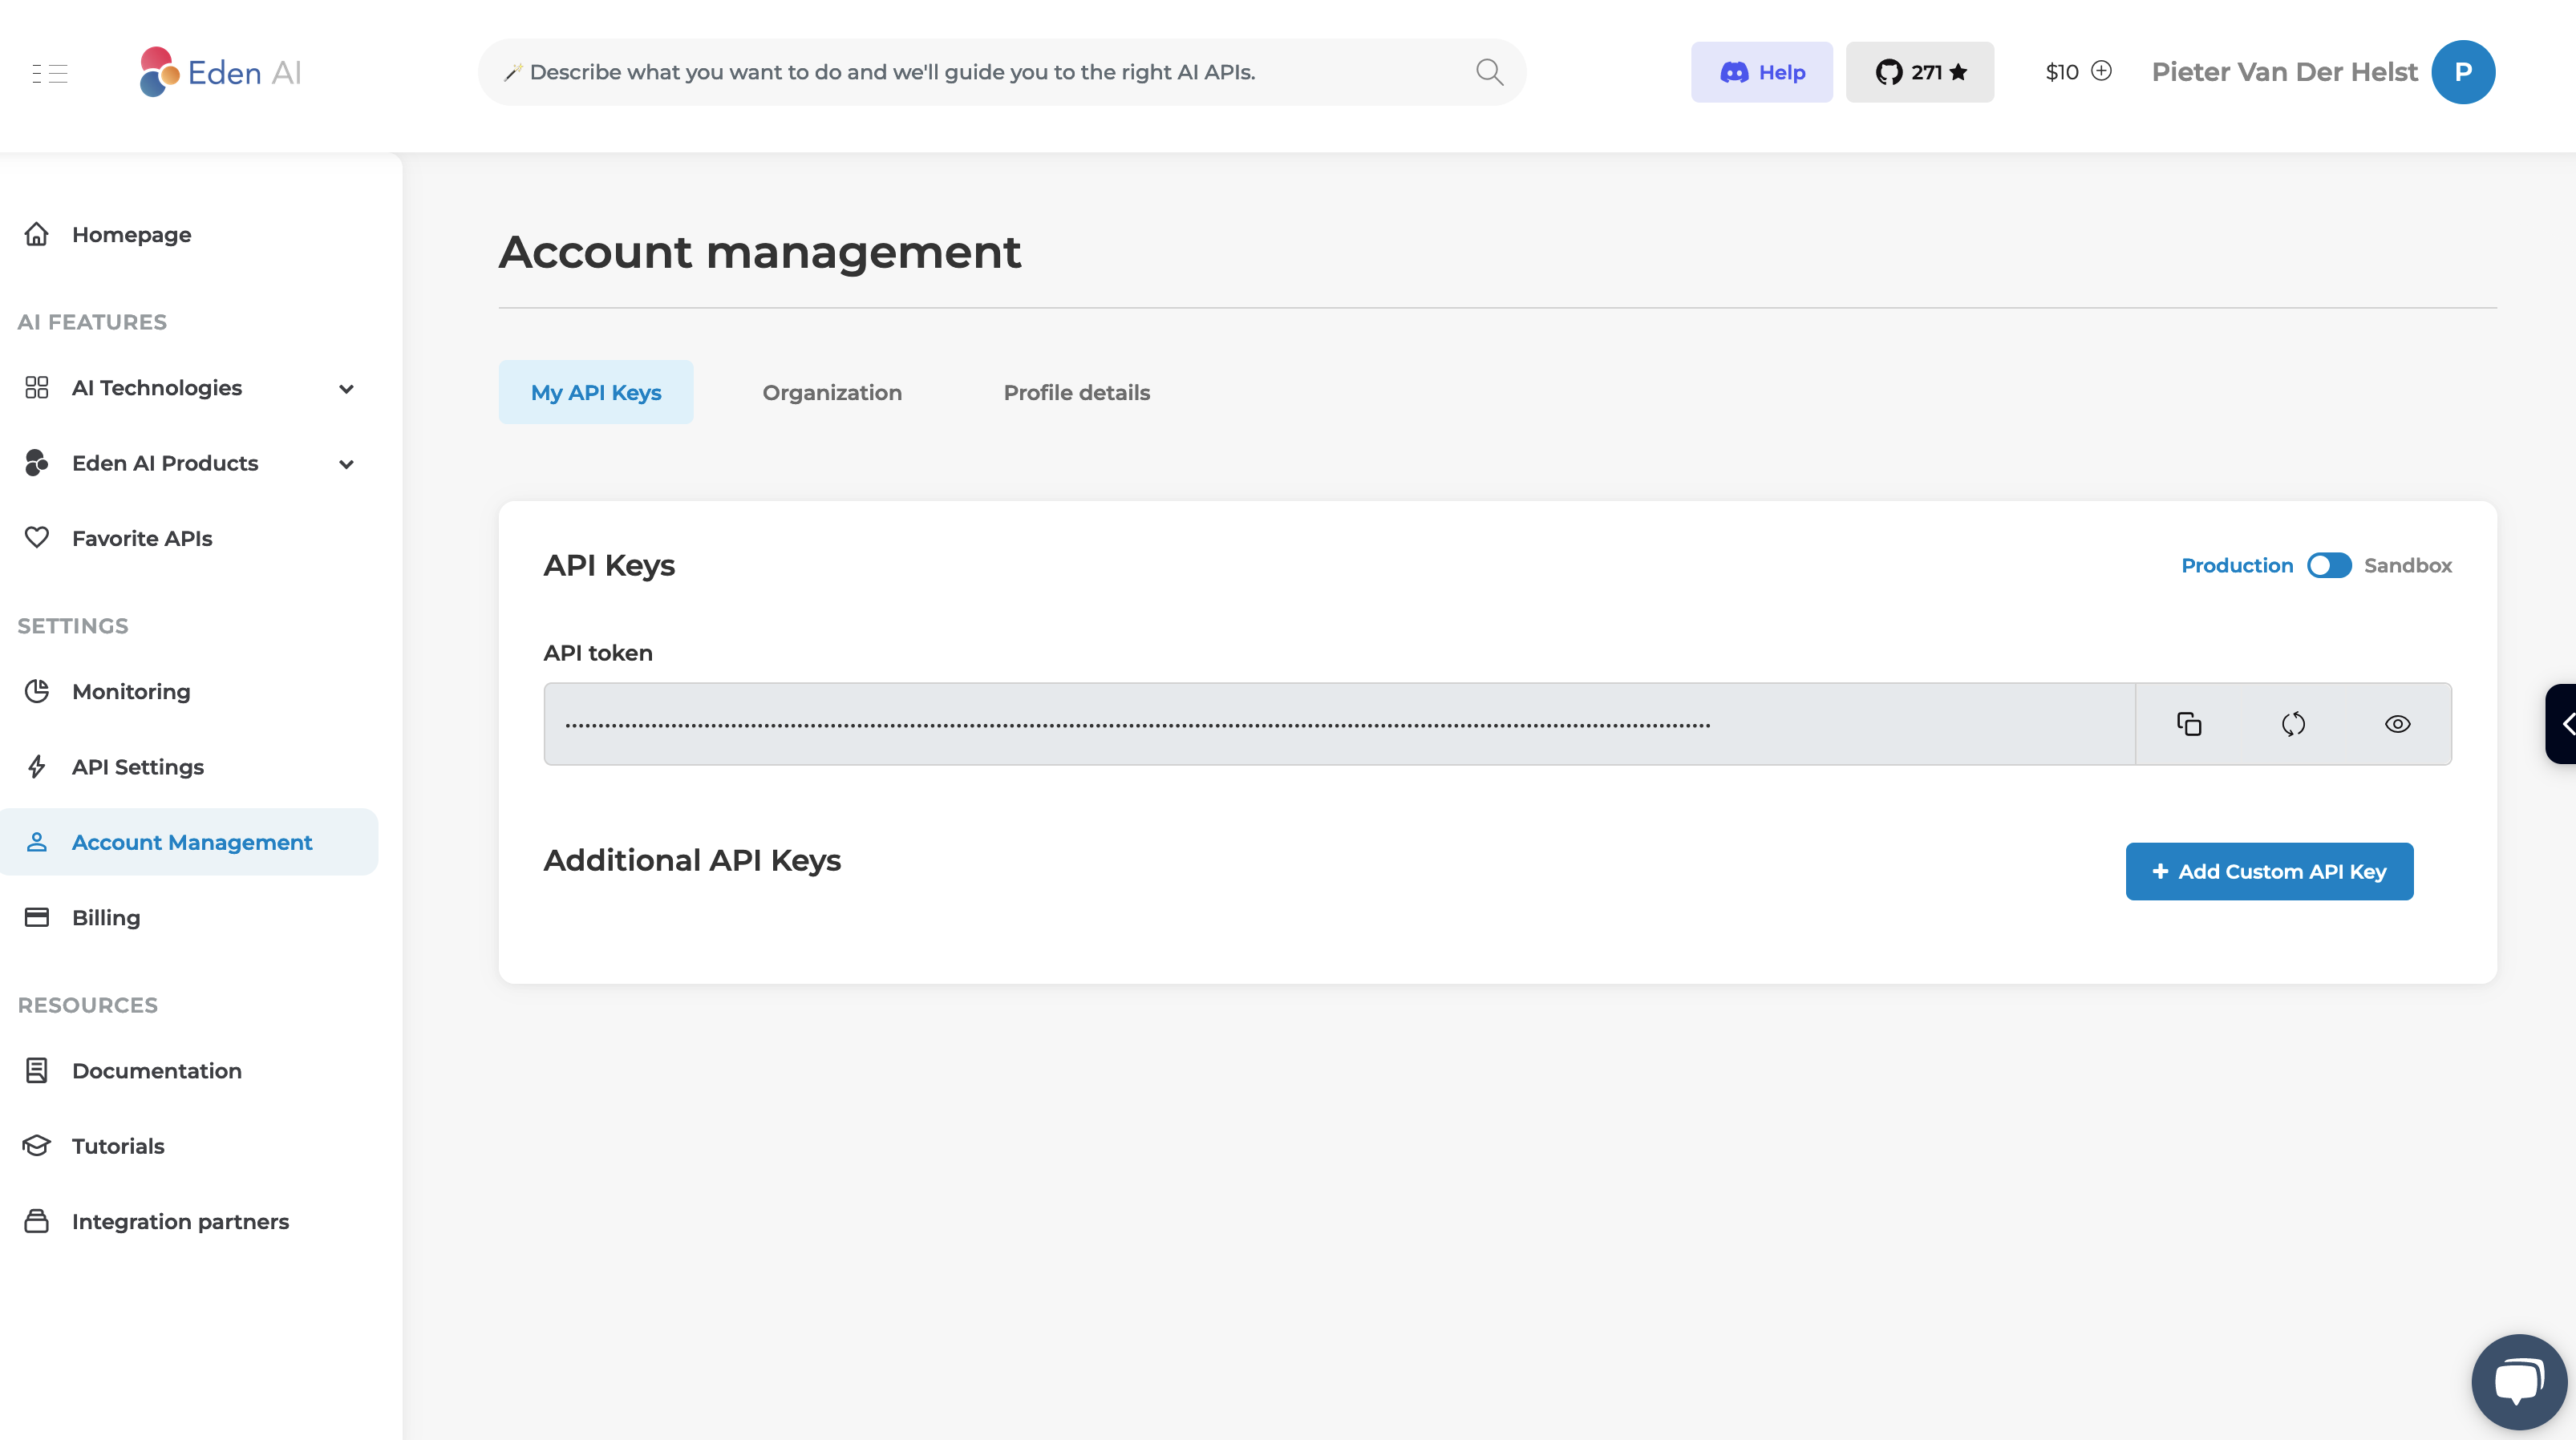 Eden AI
Describe what you want to do and we'll guide you to the right AI APIs.
Help
271
$10
Pieter Van Der Helst
P
Homepage
AI FEATURES
AI Technologies
Eden AI Products
Favorite APIs
SETTINGS
Monitoring
API Settings
Account Management
Billing
RESOURCES
Documentation
Tutorials
Integration partners
Account management
My API Keys
Organization
Profile details
API Keys
Production
Sandbox
API token
Additional API Keys
+ Add Custom API Key